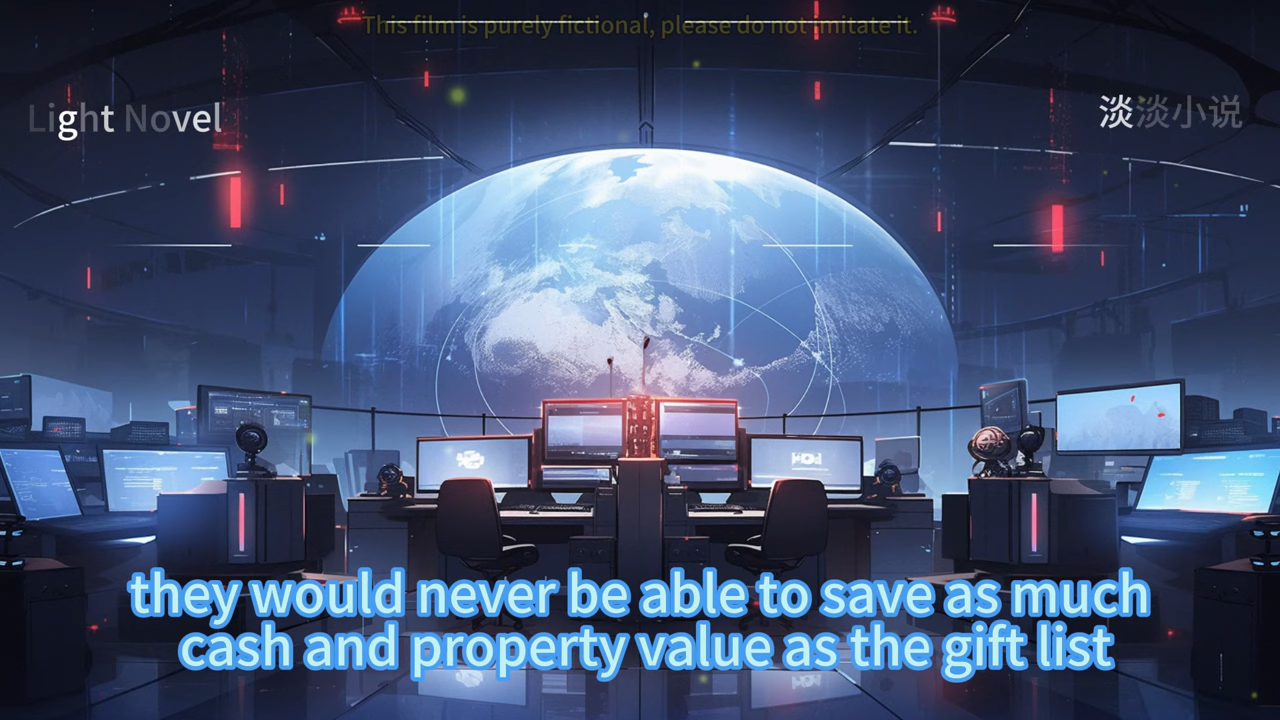 This film is purely fictional, please do not imitate it.
Light Novel
淡淡小说
they would never be able to save as much
cash and property value as the gift list